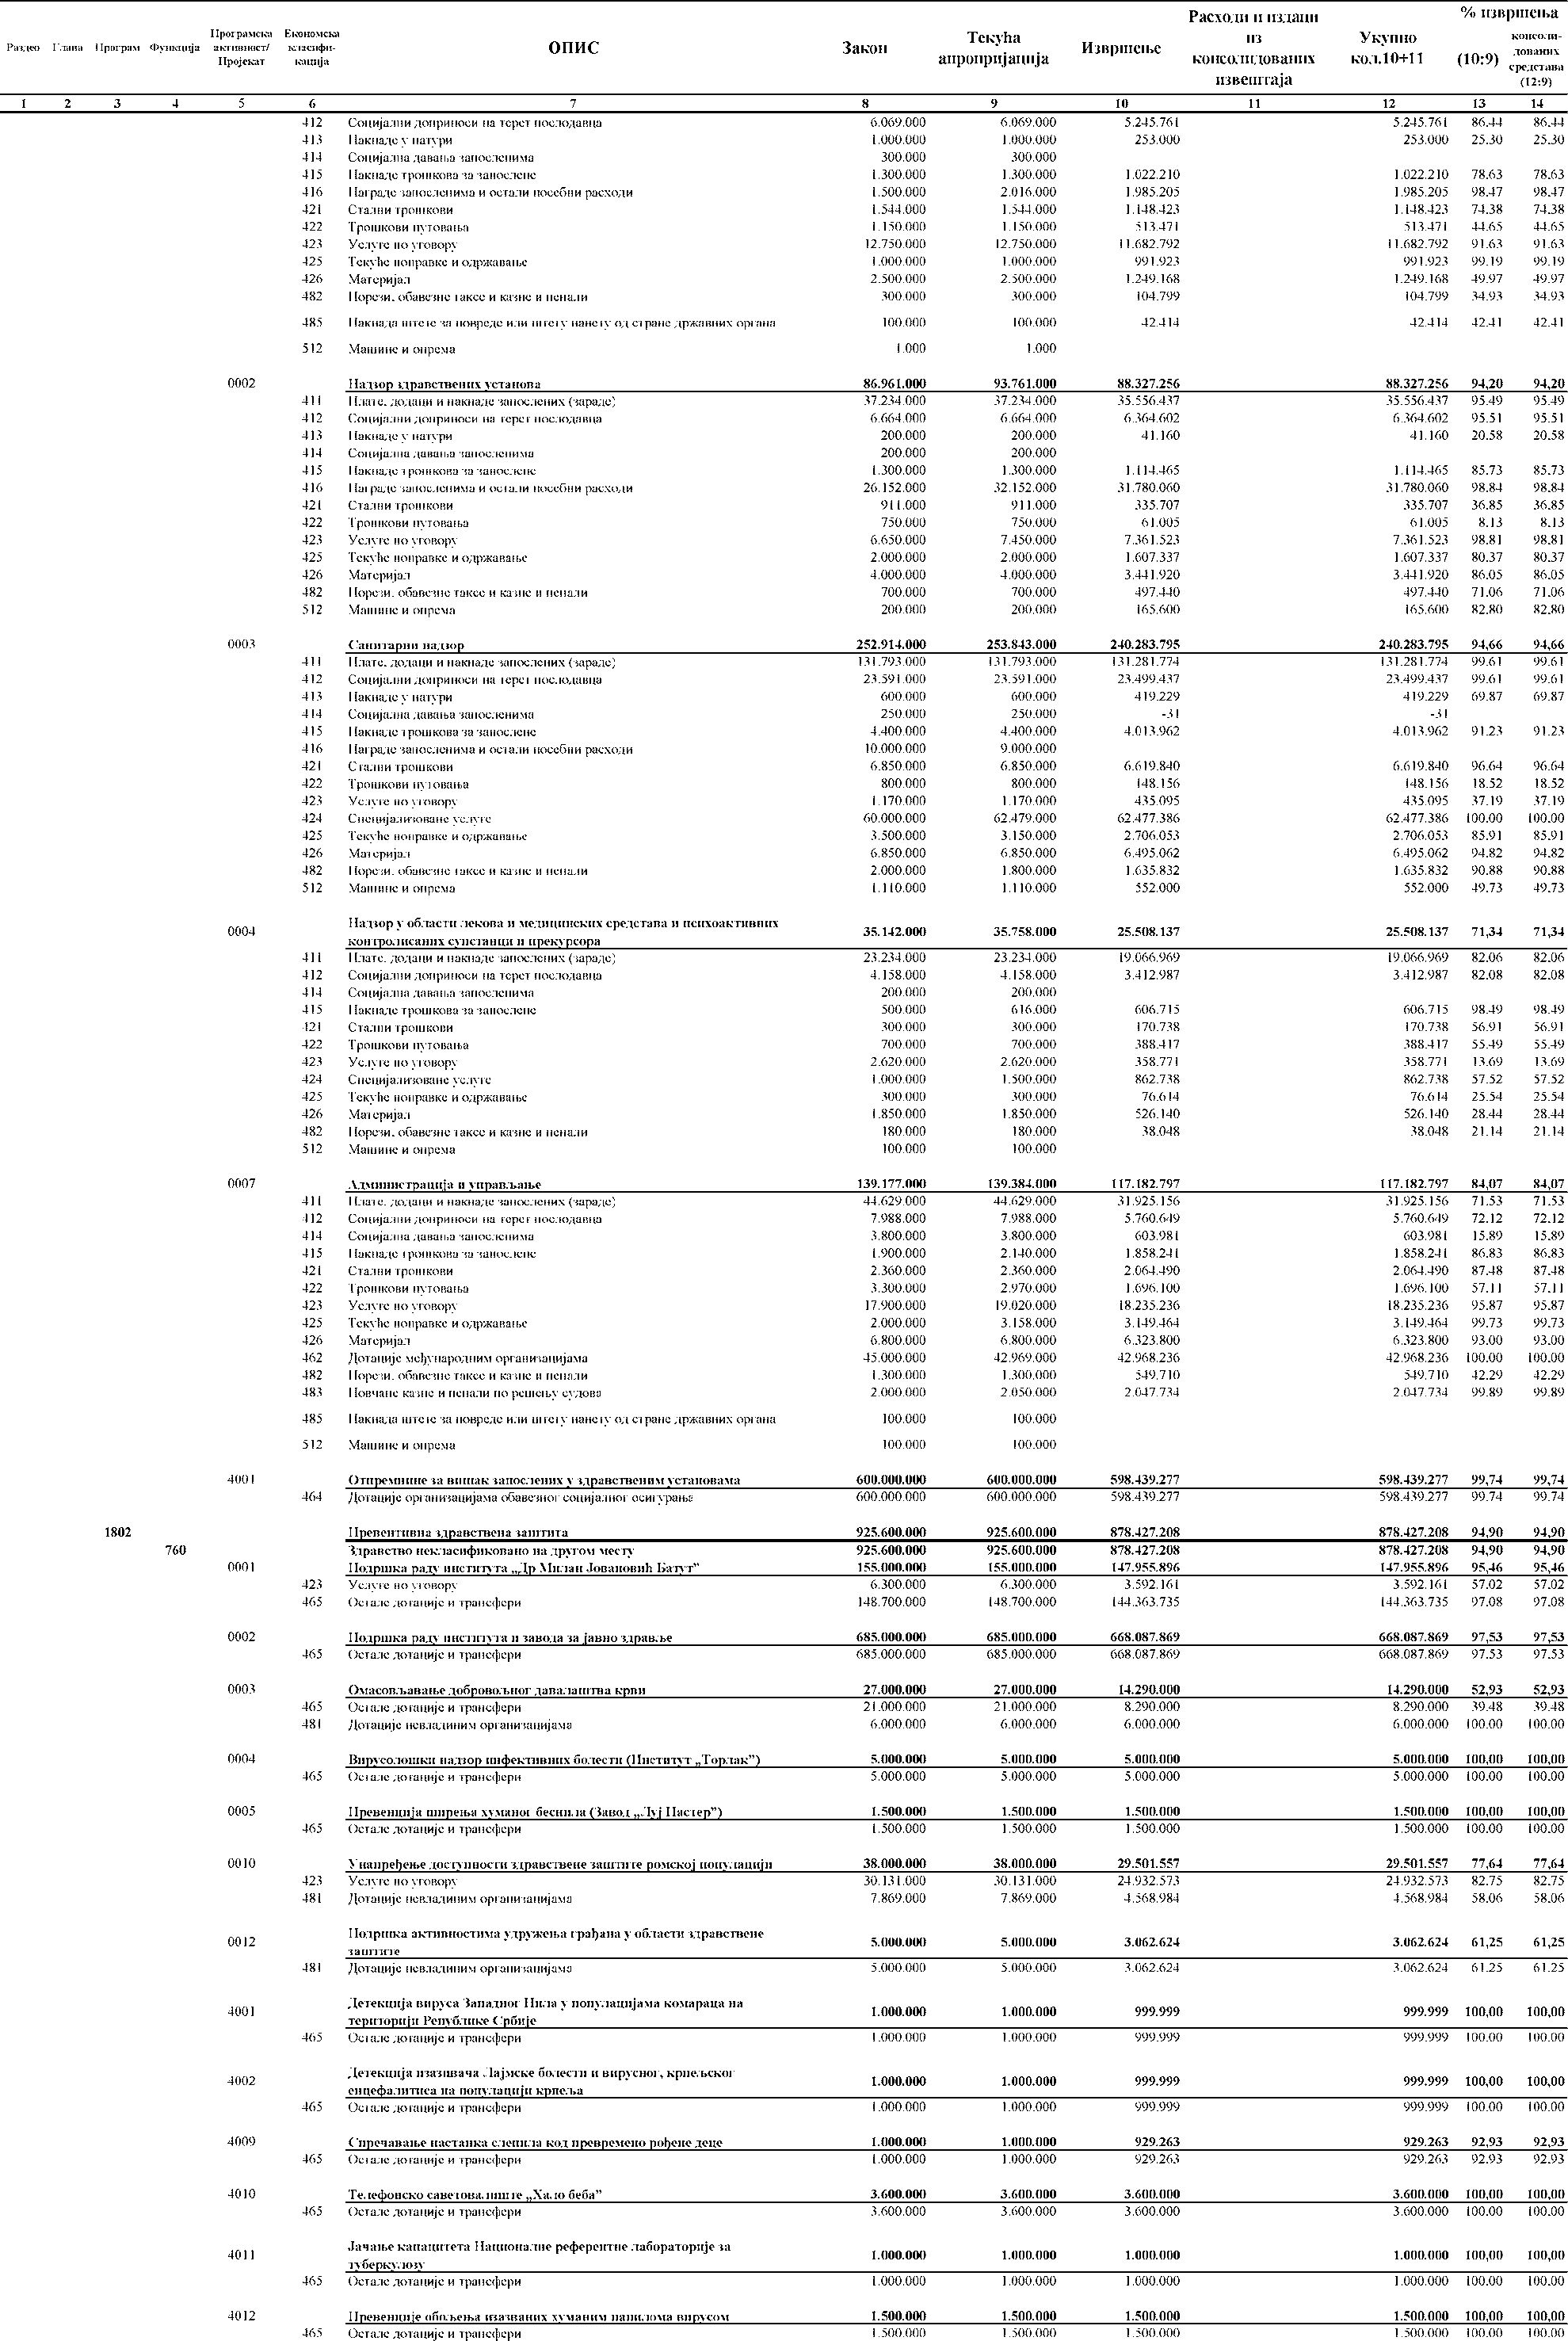 Раздео Глава Програм Функција Програмска активност/ Пројекат Економска класифи-кација ОПИС Закон Текућа апропријација Извршење Расходи и издаци из консолидованих извештаја Укупно кол.10+11 % извршења (10:9) консоли-дованих средстава (12:9)
1 2 3 4 5 6 7 8 9 10 11 12 13 14
412 Социјални доприноси на терет послодавца 6.069.000 6.069.000 5.245.761 5.245.761 86,44 86,44
413 Накнаде у натури 1.000.000 1.000.000 253.000 253.000 25,30 25,30
414 Социјална давања запосленима 300.000 300.000
415 Накнаде трошкова за запослене 1.300.000 1.300.000 1.022.210 1.022.210 78,63 78,63
416 Награде запосленима и остали посебни расходи 1.500.000 2.016.000 1.985.205 1.985.205 98,47 98,47
421 Стални трошкови 1.544.000 1.544.000 1.148.423 1.148.423 74,38 74,38
422 Трошкови путовања 1.150.000 1.150.000 513.471 513.471 44,65 44,65
423 Услуге по уговору 12.750.000 12.750.000 11.682.792 11.682.792 91,63 91,63
425 Текуће поправке и одржавање 1.000.000 1.000.000 991.923 991.923 99,19 99,19
426 Материјал 2.500.000 2.500.000 1.249.168 1.249.168 49,97 49,97
482 Порези, обавезне таксе и казне и пенали 300.000 300.000 104.799 104.799 34,93 34,93
485 Накнада штете за повреде или штету нанету од стране државних органа 100.000 100.000 42.414 42.414 42,41 42,41
512 Машине и опрема 1.000 1.000
0002 Надзор здравствених установа 86.961.000 93.761.000 88.327.256 88.327.256 94,20 94,20
411 Плате, додаци и накнаде запослених (зараде) 37.234.000 37.234.000 35.556.437 35.556.437 95,49 95,49
412 Социјални доприноси на терет послодавца 6.664.000 6.664.000 6.364.602 6.364.602 95,51 95,51
413 Накнаде у натури 200.000 200.000 41.160 41.160 20,58 20,58
414 Социјална давања запосленима 200.000 200.000
415 Накнаде трошкова за запослене 1.300.000 1.300.000 1.114.465 1.114.465 85,73 85,73
416 Награде запосленима и остали посебни расходи 26.152.000 32.152.000 31.780.060 31.780.060 98,84 98,84
421 Стални трошкови 911.000 911.000 335.707 335.707 36,85 36,85
422 Трошкови путовања 750.000 750.000 61.005 61.005 8,13 8,13
423 Услуге по уговору 6.650.000 7.450.000 7.361.523 7.361.523 98,81 98,81
425 Текуће поправке и одржавање 2.000.000 2.000.000 1.607.337 1.607.337 80,37 80,37
426 Материјал 4.000.000 4.000.000 3.441.920 3.441.920 86,05 86,05
482 Порези, обавезне таксе и казне и пенали 700.000 700.000 497.440 497.440 71,06 71,06
512 Машине и опрема 200.000 200.000 165.600 165.600 82,80 82,80
0003 Санитарни надзор 252.914.000 253.843.000 240.283.795 240.283.795 94,66 94,66
411 Плате, додаци и накнаде запослених (зараде) 131.793.000 131.793.000 131.281.774 131.281.774 99,61 99,61
412 Социјални доприноси на терет послодавца 23.591.000 23.591.000 23.499.437 23.499.437 99,61 99,61
413 Накнаде у натури 600.000 600.000 419.229 419.229 69,87 69,87
414 Социјална давања запосленима 250.000 250.000 -31 -31
415 Накнаде трошкова за запослене 4.400.000 4.400.000 4.013.962 4.013.962 91,23 91,23
416 Награде запосленима и остали посебни расходи 10.000.000 9.000.000
421 Стални трошкови 6.850.000 6.850.000 6.619.840 6.619.840 96,64 96,64
422 Трошкови путовања 800.000 800.000 148.156 148.156 18,52 18,52
423 Услуге по уговору 1.170.000 1.170.000 435.095 435.095 37,19 37,19
424 Специјализоване услуге 60.000.000 62.479.000 62.477.386 62.477.386 100,00 100,00
425 Текуће поправке и одржавање 3.500.000 3.150.000 2.706.053 2.706.053 85,91 85,91
426 Материјал 6.850.000 6.850.000 6.495.062 6.495.062 94,82 94,82
482 Порези, обавезне таксе и казне и пенали 2.000.000 1.800.000 1.635.832 1.635.832 90,88 90,88
512 Машине и опрема 1.110.000 1.110.000 552.000 552.000 49,73 49,73
0004 Надзор у области лекова и медицинских средстава и психоактивних контролисаних супстанци и прекурсора 35.142.000 35.758.000 25.508.137 25.508.137 71,34 71,34
411 Плате, додаци и накнаде запослених (зараде) 23.234.000 23.234.000 19.066.969 19.066.969 82,06 82,06
412 Социјални доприноси на терет послодавца 4.158.000 4.158.000 3.412.987 3.412.987 82,08 82,08
414 Социјална давања запосленима 200.000 200.000
415 Накнаде трошкова за запослене 500.000 616.000 606.715 606.715 98,49 98,49
421 Стални трошкови 300.000 300.000 170.738 170.738 56,91 56,91
422 Трошкови путовања 700.000 700.000 388.417 388.417 55,49 55,49
423 Услуге по уговору 2.620.000 2.620.000 358.771 358.771 13,69 13,69
424 Специјализоване услуге 1.000.000 1.500.000 862.738 862.738 57,52 57,52
425 Текуће поправке и одржавање 300.000 300.000 76.614 76.614 25,54 25,54
426 Материјал 1.850.000 1.850.000 526.140 526.140 28,44 28,44
482 Порези, обавезне таксе и казне и пенали 180.000 180.000 38.048 38.048 21,14 21,14
512 Машине и опрема 100.000 100.000
0007 Администрација и управљање 139.177.000 139.384.000 117.182.797 117.182.797 84,07 84,07
411 Плате, додаци и накнаде запослених (зараде) 44.629.000 44.629.000 31.925.156 31.925.156 71,53 71,53
412 Социјални доприноси на терет послодавца 7.988.000 7.988.000 5.760.649 5.760.649 72,12 72,12
414 Социјална давања запосленима 3.800.000 3.800.000 603.981 603.981 15,89 15,89
415 Накнаде трошкова за запослене 1.900.000 2.140.000 1.858.241 1.858.241 86,83 86,83
421 Стални трошкови 2.360.000 2.360.000 2.064.490 2.064.490 87,48 87,48
422 Трошкови путовања 3.300.000 2.970.000 1.696.100 1.696.100 57,11 57,11
423 Услуге по уговору 17.900.000 19.020.000 18.235.236 18.235.236 95,87 95,87
425 Текуће поправке и одржавање 2.000.000 3.158.000 3.149.464 3.149.464 99,73 99,73
426 Материјал 6.800.000 6.800.000 6.323.800 6.323.800 93,00 93,00
462 Дотације међународним организацијама 45.000.000 42.969.000 42.968.236 42.968.236 100,00 100,00
482 Порези, обавезне таксе и казне и пенали 1.300.000 1.300.000 549.710 549.710 42,29 42,29
483 Новчане казне и пенали по решењу судова 2.000.000 2.050.000 2.047.734 2.047.734 99,89 99,89
485 Накнада штете за повреде или штету нанету од стране државних органа 100.000 100.000
512 Машине и опрема 100.000 100.000
4001 Отпремнине за вишак запослених у здравственим установама 600.000.000 600.000.000 598.439.277 598.439.277 99,74 99,74
464 Дотације организацијама обавезног социјалног осигурања 600.000.000 600.000.000 598.439.277 598.439.277 99,74 99,74
1802 Превентивна здравствена заштита 925.600.000 925.600.000 878.427.208 878.427.208 94,90 94,90
760 Здравство некласификовано на другом месту 925.600.000 925.600.000 878.427.208 878.427.208 94,90 94,90
0001 Подршка раду института „Др Милан Јовановић Батут” 155.000.000 155.000.000 147.955.896 147.955.896 95,46 95,46
423 Услуге по уговору 6.300.000 6.300.000 3.592.161 3.592.161 57,02 57,02
465 Остале дотације и трансфери 148.700.000 148.700.000 144.363.735 144.363.735 97,08 97,08
0002 Подршка раду института и завода за јавно здравље 685.000.000 685.000.000 668.087.869 668.087.869 97,53 97,53
465 Остале дотације и трансфери 685.000.000 685.000.000 668.087.869 668.087.869 97,53 97,53
0003 Омасовљавање добровољног давалаштва крви 27.000.000 27.000.000 14.290.000 14.290.000 52,93 52,93
465 Остале дотације и трансфери 21.000.000 21.000.000 8.290.000 8.290.000 39,48 39,48
481 Дотације невладиним организацијама 6.000.000 6.000.000 6.000.000 6.000.000 100,00 100,00
0004 Вирусолошки надзор инфективних болести (Институт „Торлак”) 5.000.000 5.000.000 5.000.000 5.000.000 100,00 100,00
465 Остале дотације и трансфери 5.000.000 5.000.000 5.000.000 5.000.000 100,00 100,00
0005 Превенција ширења хуманог беснила (Завод „Луј Пастер”) 1.500.000 1.500.000 1.500.000 1.500.000 100,00 100,00
465 Остале дотације и трансфери 1.500.000 1.500.000 1.500.000 1.500.000 100,00 100,00
0010 Унапређење доступности здравствене заштите ромској популацији 38.000.000 38.000.000 29.501.557 29.501.557 77,64 77,64
423 Услуге по уговору 30.131.000 30.131.000 24.932.573 24.932.573 82,75 82,75
481 Дотације невладиним организацијама 7.869.000 7.869.000 4.568.984 4.568.984 58,06 58,06
0012 Подршка активностима удружења грађана у области здравствене заштите 5.000.000 5.000.000 3.062.624 3.062.624 61,25 61,25
481 Дотације невладиним организацијама 5.000.000 5.000.000 3.062.624 3.062.624 61,25 61,25
4001 Детекција вируса Западног Нила у популацијама комараца на територији Републике Србије 1.000.000 1.000.000 999.999 999.999 100,00 100,00
465 Остале дотације и трансфери 1.000.000 1.000.000 999.999 999.999 100,00 100,00
4002 Детекција изазивача Лајмске болести и вирусног, крпељског енцефалитиса на популацији крпеља 1.000.000 1.000.000 999.999 999.999 100,00 100,00
465 Остале дотације и трансфери 1.000.000 1.000.000 999.999 999.999 100,00 100,00
4009 Спречавање настанка слепила код превремено рођене деце 1.000.000 1.000.000 929.263 929.263 92,93 92,93
465 Остале дотације и трансфери 1.000.000 1.000.000 929.263 929.263 92,93 92,93
4010 Телефонско саветовалиште „Хало беба” 3.600.000 3.600.000 3.600.000 3.600.000 100,00 100,00
465 Остале дотације и трансфери 3.600.000 3.600.000 3.600.000 3.600.000 100,00 100,00
4011 Јачање капацитета Националне референтне лабораторије за туберкулозу 1.000.000 1.000.000 1.000.000 1.000.000 100,00 100,00
465 Остале дотације и трансфери 1.000.000 1.000.000 1.000.000 1.000.000 100,00 100,00
4012 Превенције обољења изазваних хуманим папилома вирусом 1.500.000 1.500.000 1.500.000 1.500.000 100,00 100,00
465 Остале дотације и трансфери 1.500.000 1.500.000 1.500.000 1.500.000 100,00 100,00